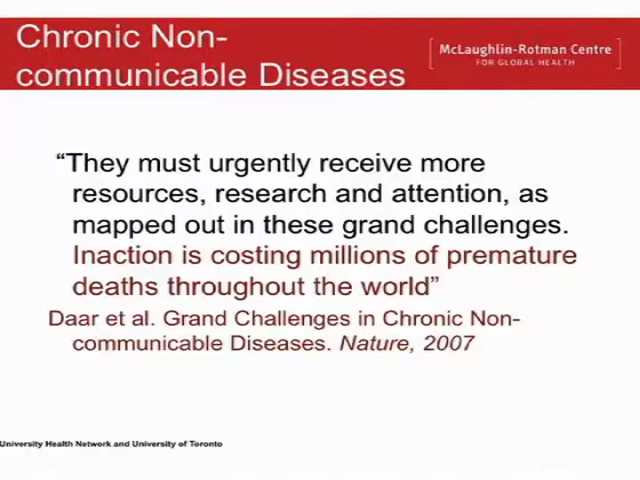 Chronic Non-
communicable Diseases
McLaughlin-Rotman Centre
FOR GLOBAL HEALTH
“They must urgently receive more
resources, research and attention, as
mapped out in these grand challenges.
Inaction is costing millions of premature
deaths throughout the world”
Daar et al. Grand Challenges in Chronic Non-
communicable Diseases. Nature, 2007
University Health Network and University of Toronto